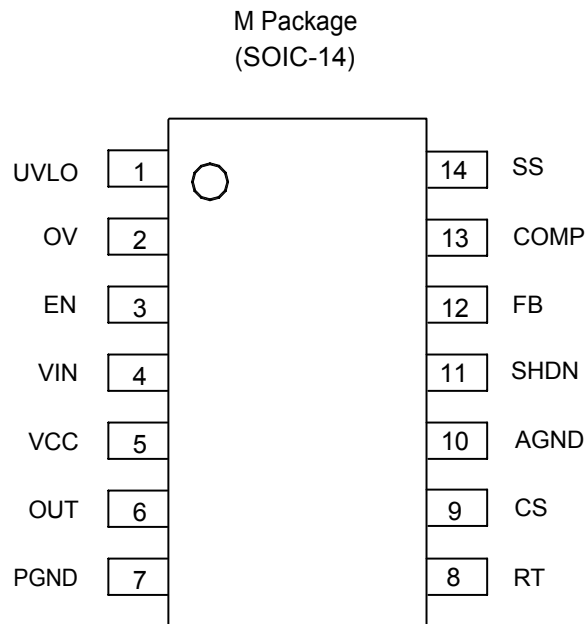 M Package
(SOIC-14)
UVLO 1 14 SS
OV 2 13 COMP
EN 3 12 FB
VIN 4 11 SHDN
VCC 5 10 AGND
OUT 6 9 CS
PGND 7 8 RT